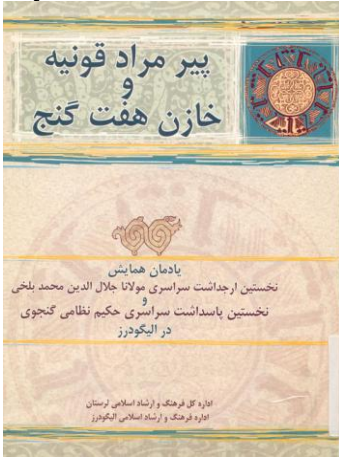 پیر مراد قونیه
و
خازن هفت گنج
یادمان همایش
نخستین ارجداشت سراسری مولانا جلال الدین محمد بلخی
و
نخستین پاسداشت سراسری حکیم نظامی گنجوی
در الیگودرز
اداره کل فرهنگ و ارشاد اسلامی لرستان
اداره فرهنگ و ارشاد اسلامی الیگودرز